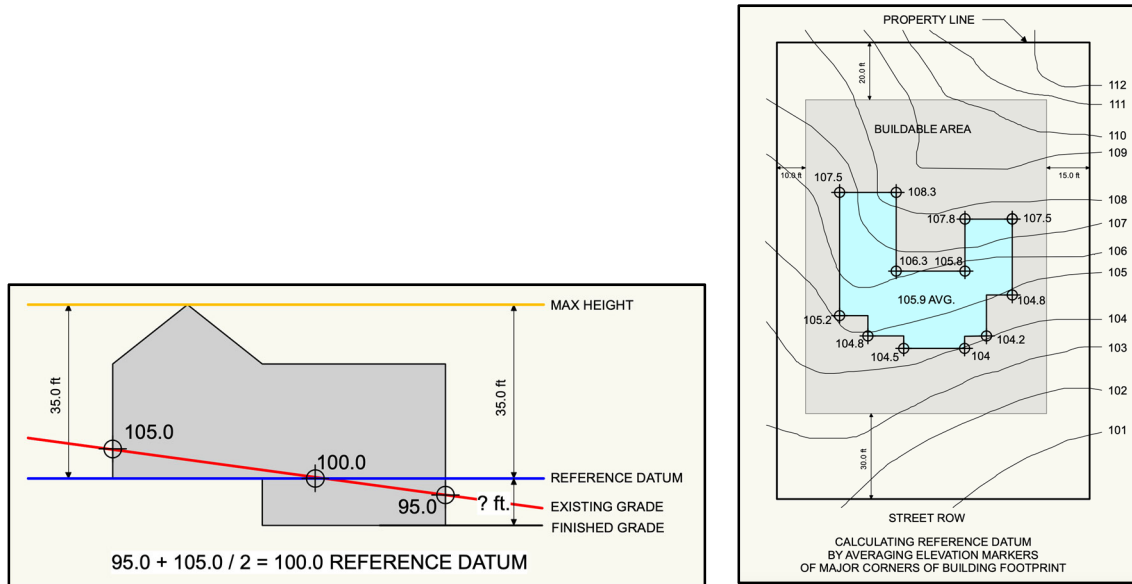 MAX HEIGHT
35.0 ft
35.0 ft
105.0
100.0
REFERENCE DATUM
95.0
? ft.
EXISTING GRADE
FINISHED GRADE
95.0 + 105.0 / 2 = 100.0 REFERENCE DATUM
PROPERTY LINE
20.0 ft
112
111
BUILDABLE AREA
110
109
10.0 ft
15.0 ft
107.5
108.3
108
107.8
107.5
107
106.3
105.8
106
105
105.9 AVG.
104.8
105.2
104
104.8
104.2
104.5
104
103
102
101
30.0 ft
STREET ROW
CALCULATING REFERENCE DATUM
BY AVERAGING ELEVATION MARKERS
OF MAJOR CORNERS OF BUILDING FOOTPRINT